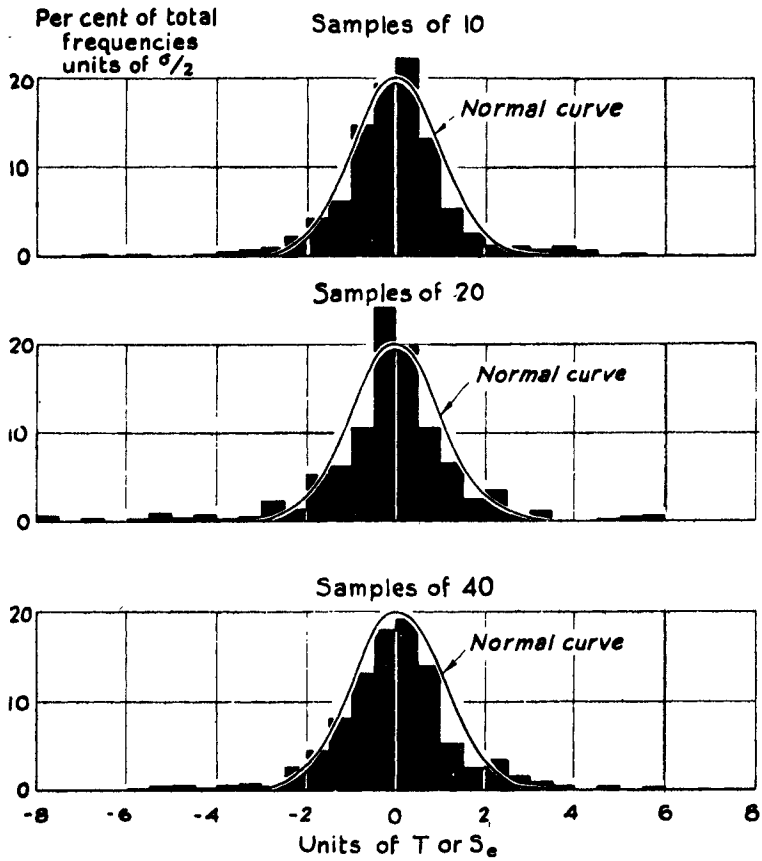 Per cent of total
frequencies
units of σ/2
Samples of 10
20
10
0
Normal curve
Samples of 20
20
10
0
Normal curve
Samples of 40
20
10
0
Normal curve
-8 -6 -4 -2 0 2 4 6 8
Units of T or Se